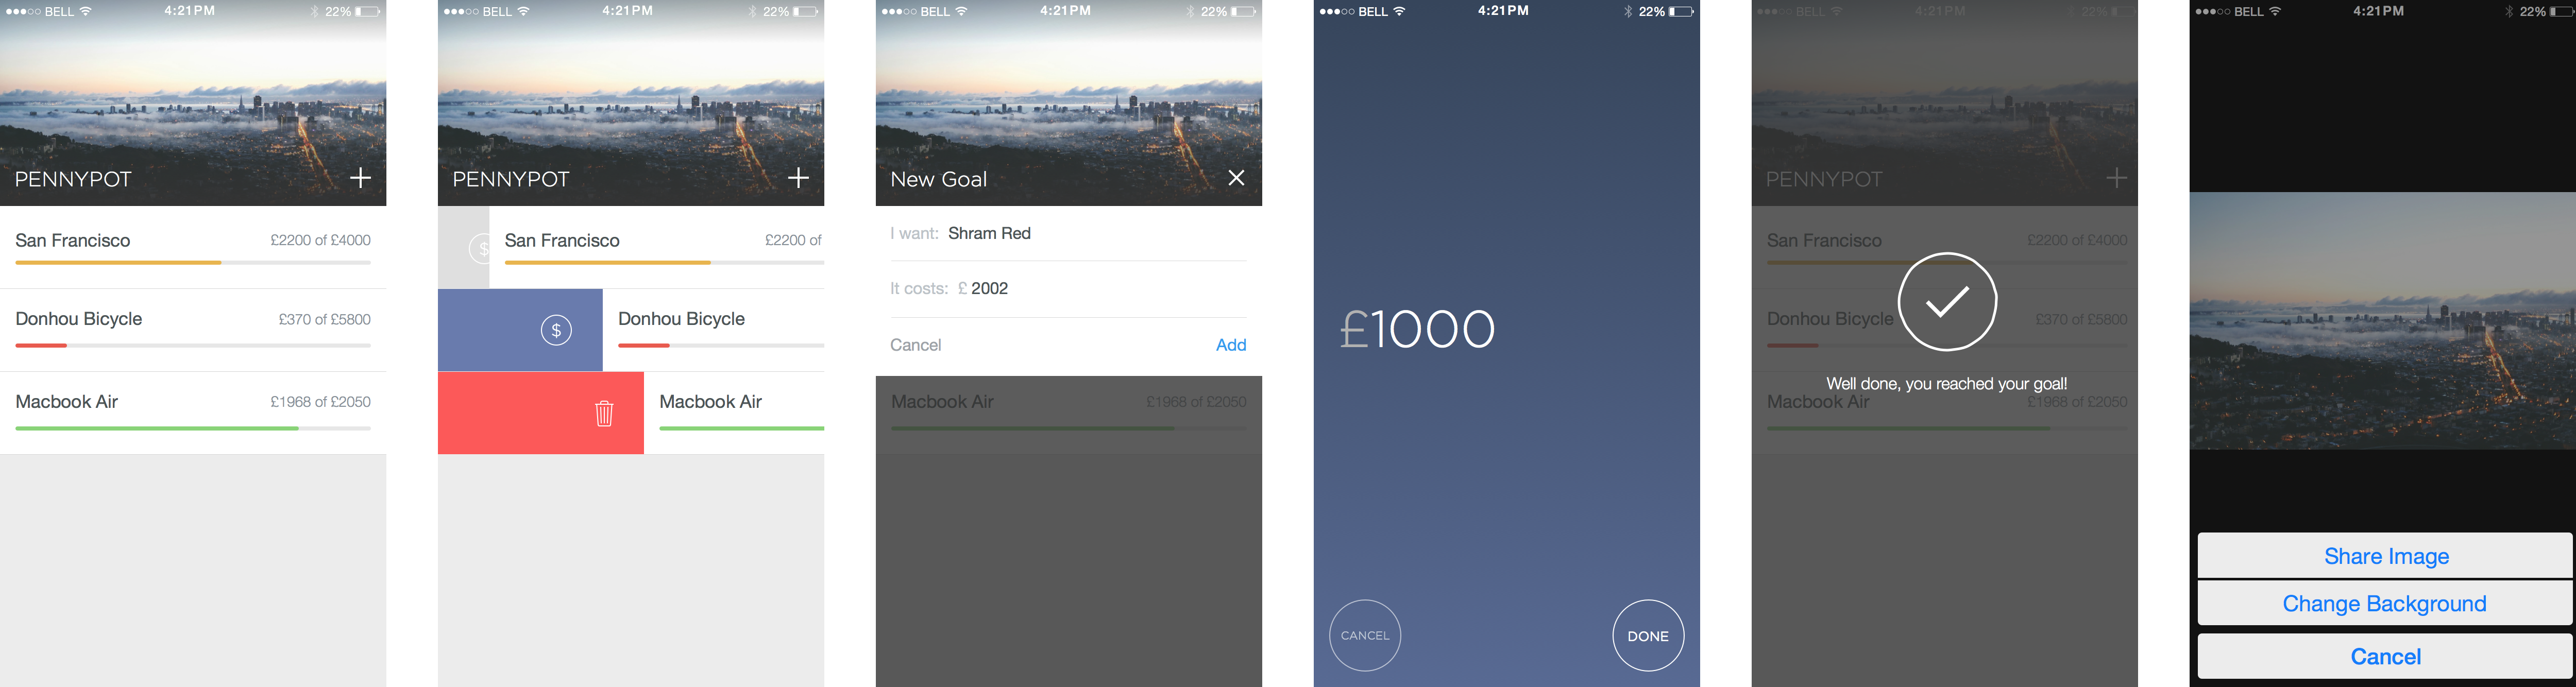 BELL 4:21PM 22%
PENNYPOT
San Francisco £2200 of £4000
Donhou Bicycle £370 of £5800
Macbook Air £1968 of £2050
BELL 4:21PM 22%
PENNYPOT
$ San Francisco £2200 of
$ Donhou Bicycle
Macbook Air
BELL 4:21PM 22%
New Goal
I want: Shram Red
It costs: £ 2002
Cancel Add
Macbook Air £1968 of £2050
BELL 4:21PM 22%
£1000
CANCEL DONE
BELL 4:21PM 22%
PENNYPOT
San Francisco £2200 of £4000
Donhou Bicycle £370 of £5800
Well done, you reached your goal!
Macbook Air £1968 of £2050
BELL 4:21PM 22%
Share Image
Change Background
Cancel